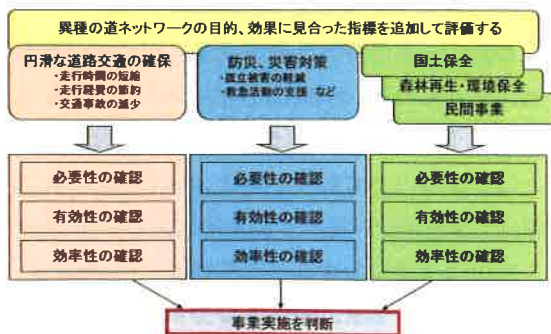 異種の道ネットワークの目的、効果に見合った指標を追加して評価する
円滑な道路交通の確保
・走行時間の短縮
・走行経費の節約
・交通事故の減少
防災、災害対策
・孤立被害の軽減
・救急活動の支援 など
国土保全
森林再生・環境保全
民間事業
必要性の確認
有効性の確認
効率性の確認
必要性の確認
有効性の確認
効率性の確認
必要性の確認
有効性の確認
効率性の確認
事業実施を判断